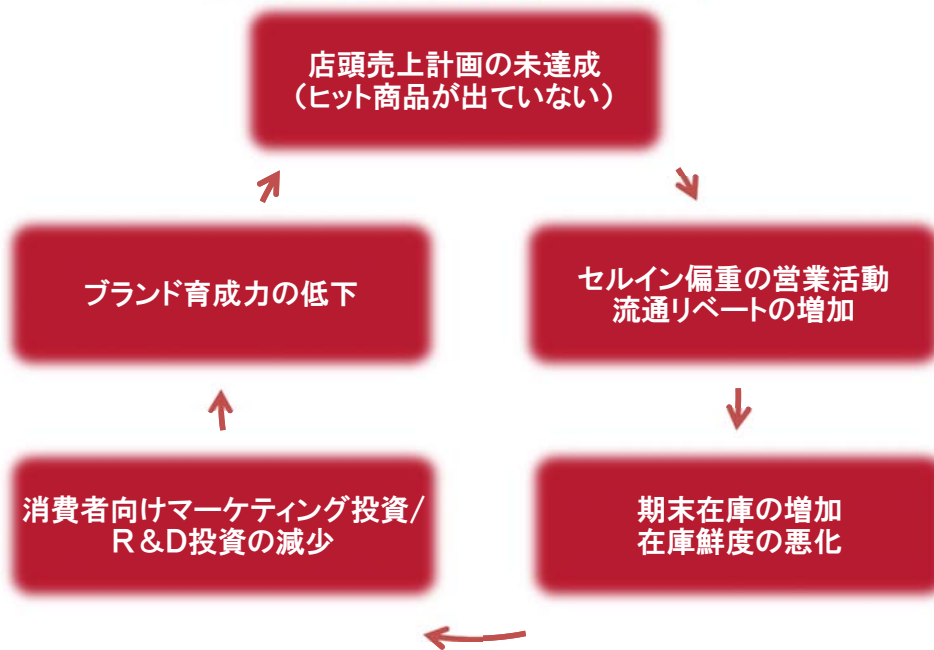 店頭売上計画の未達成
（ヒット商品が出ていない）
セルイン偏重の営業活動
流通リベートの増加
期末在庫の増加
在庫鮮度の悪化
消費者向けマーケティング投資/
Ｒ＆Ｄ投資の減少
ブランド育成力の低下